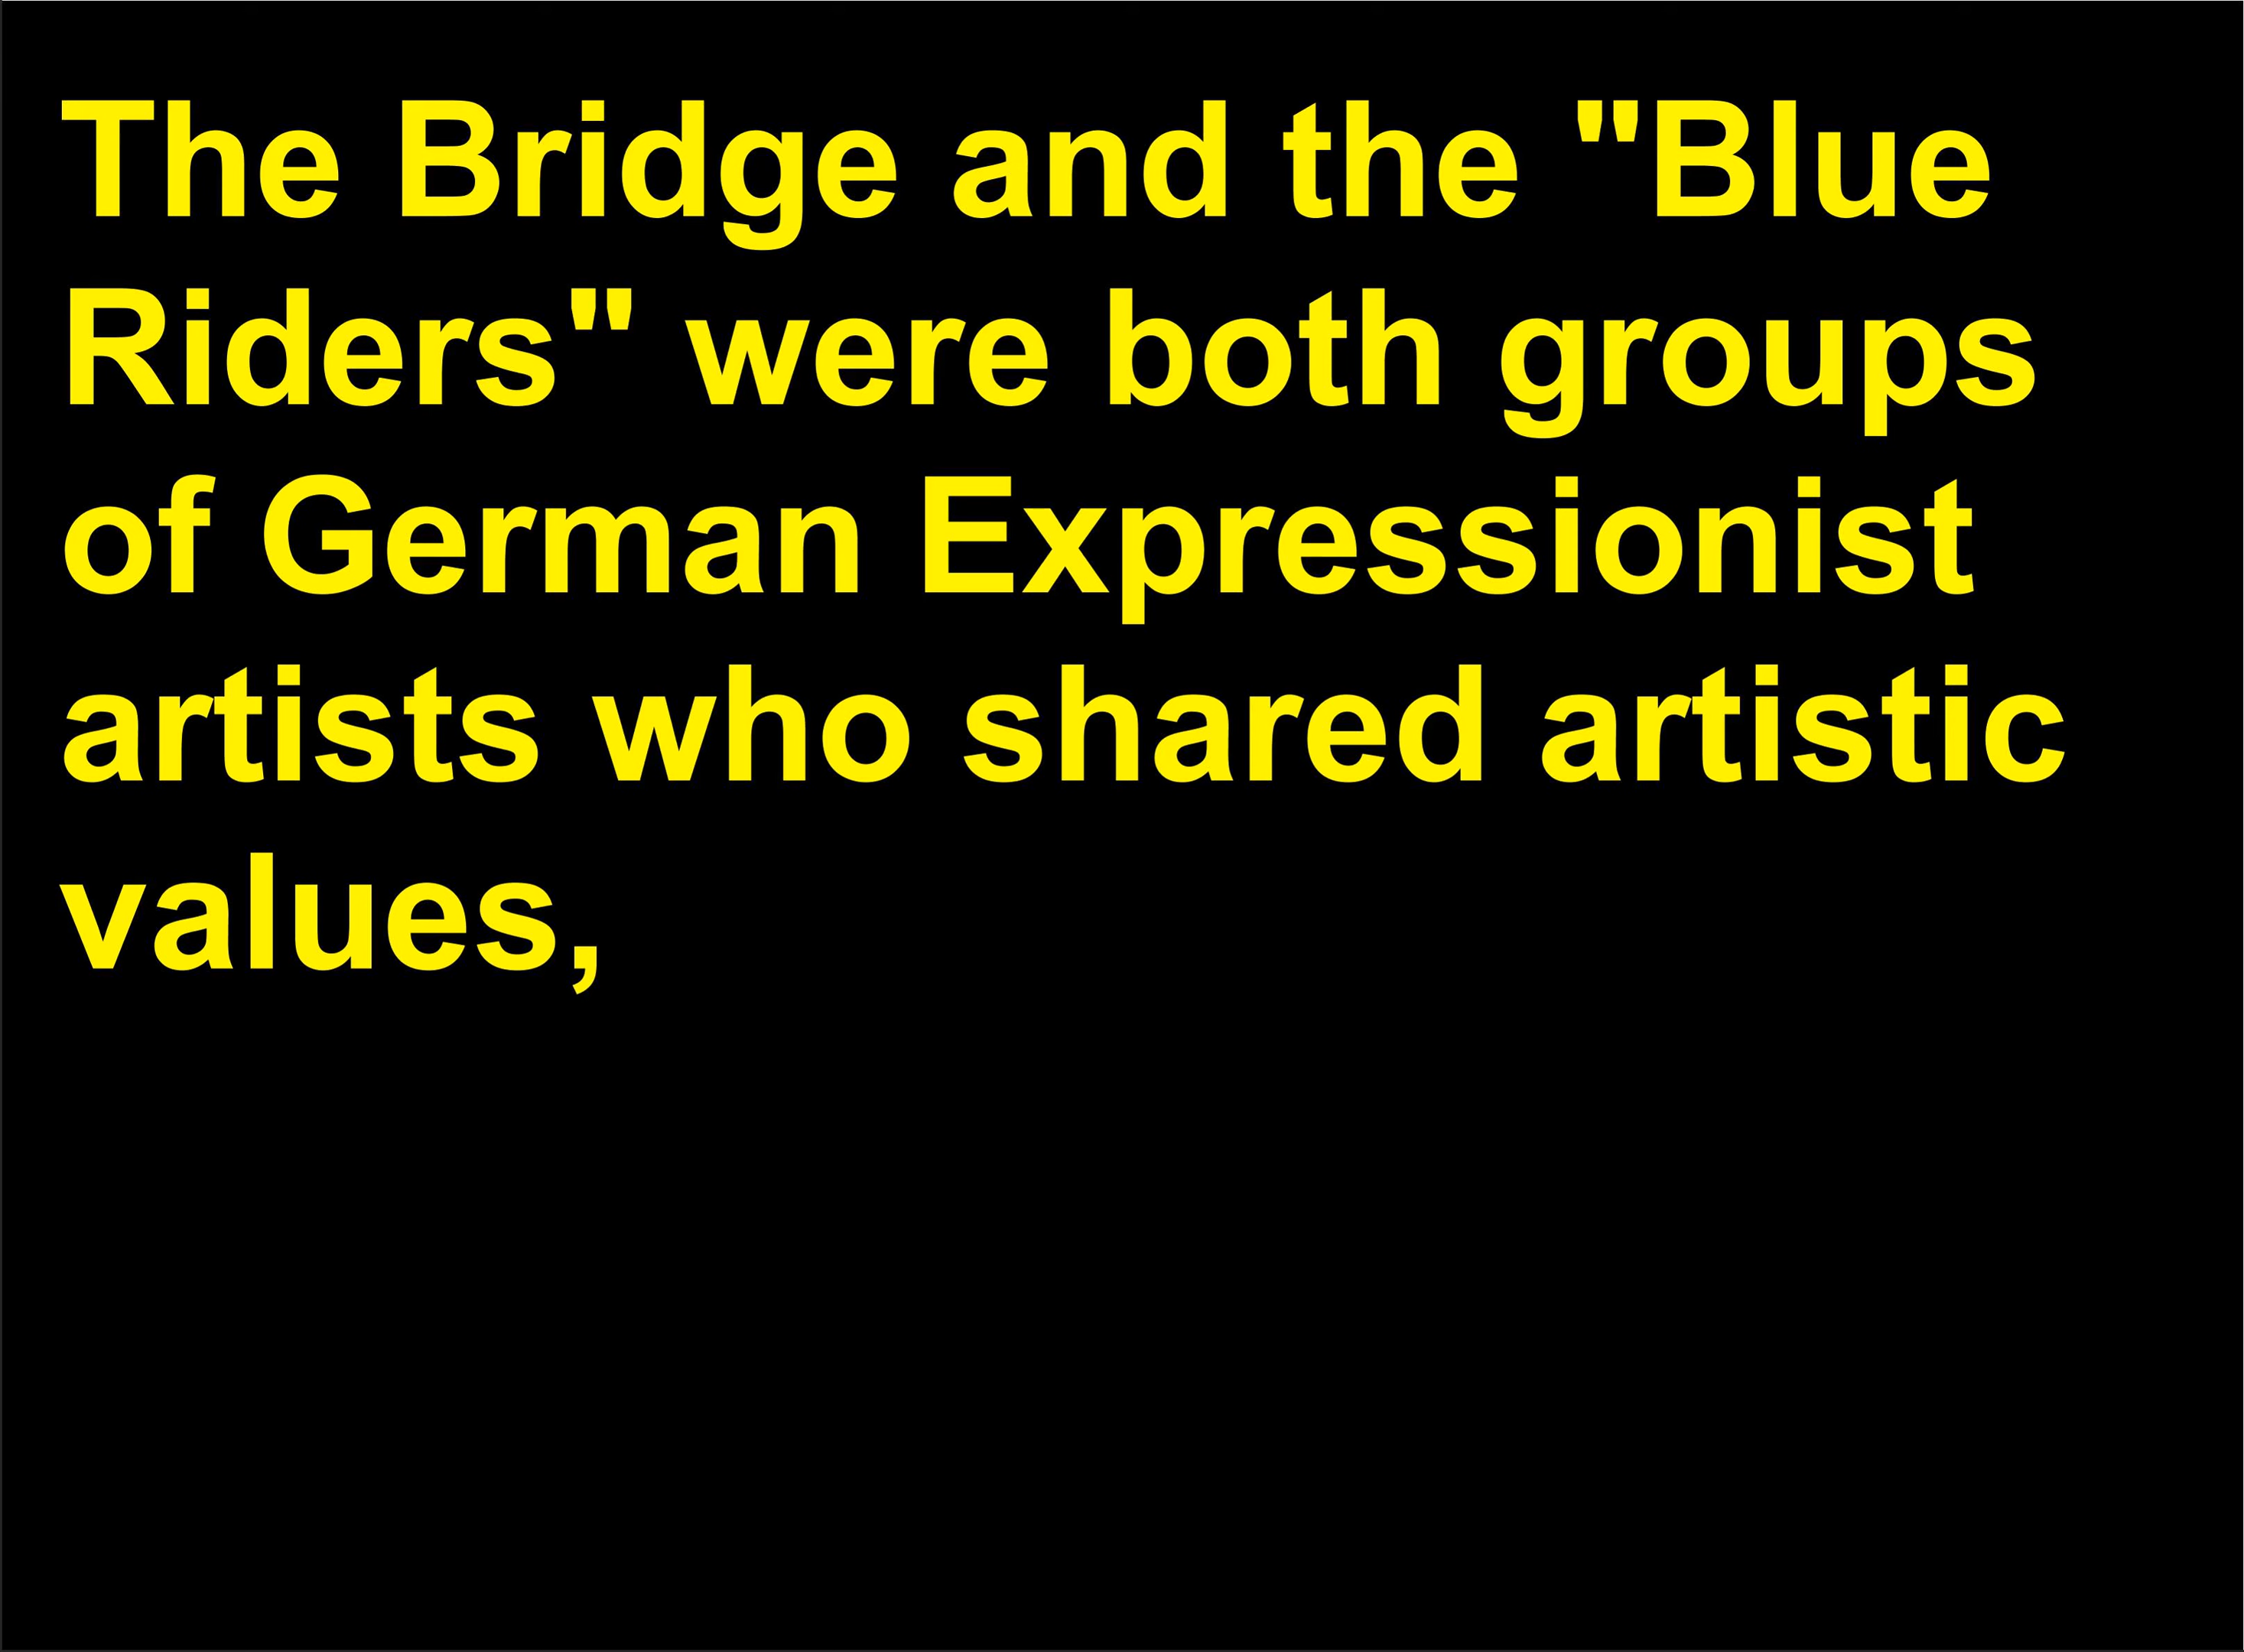 The Bridge and the "Blue
Riders" were both groups
of German Expressionist
artists who shared artistic
values,